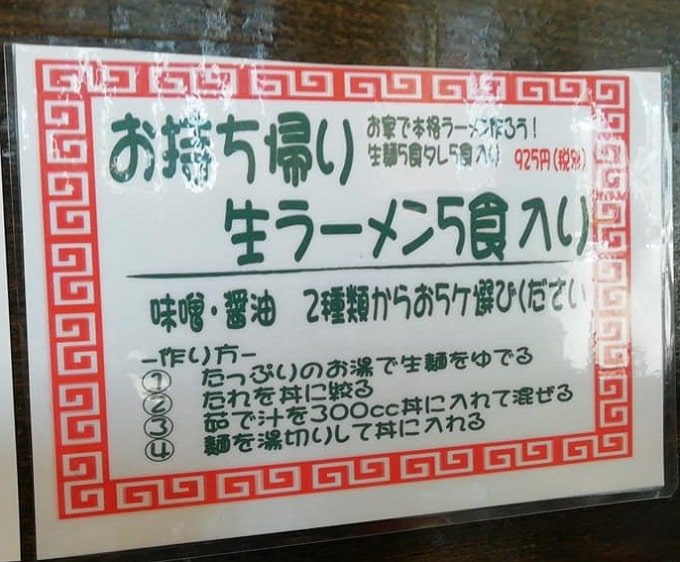 お持ち帰り
お家で本格ラーメン作ろう!
生麺5食タレ5食入り 925円(税別)
生ラーメン5食入り
味噌・醤油 2種類からおらケ選びください
-作り方-
① たっぷりのお湯で生麺をゆでる
② たれを丼に絞る
③ 茹で汁を300cc丼に入れて混ぜる
④ 麺を湯切りして丼に入れる